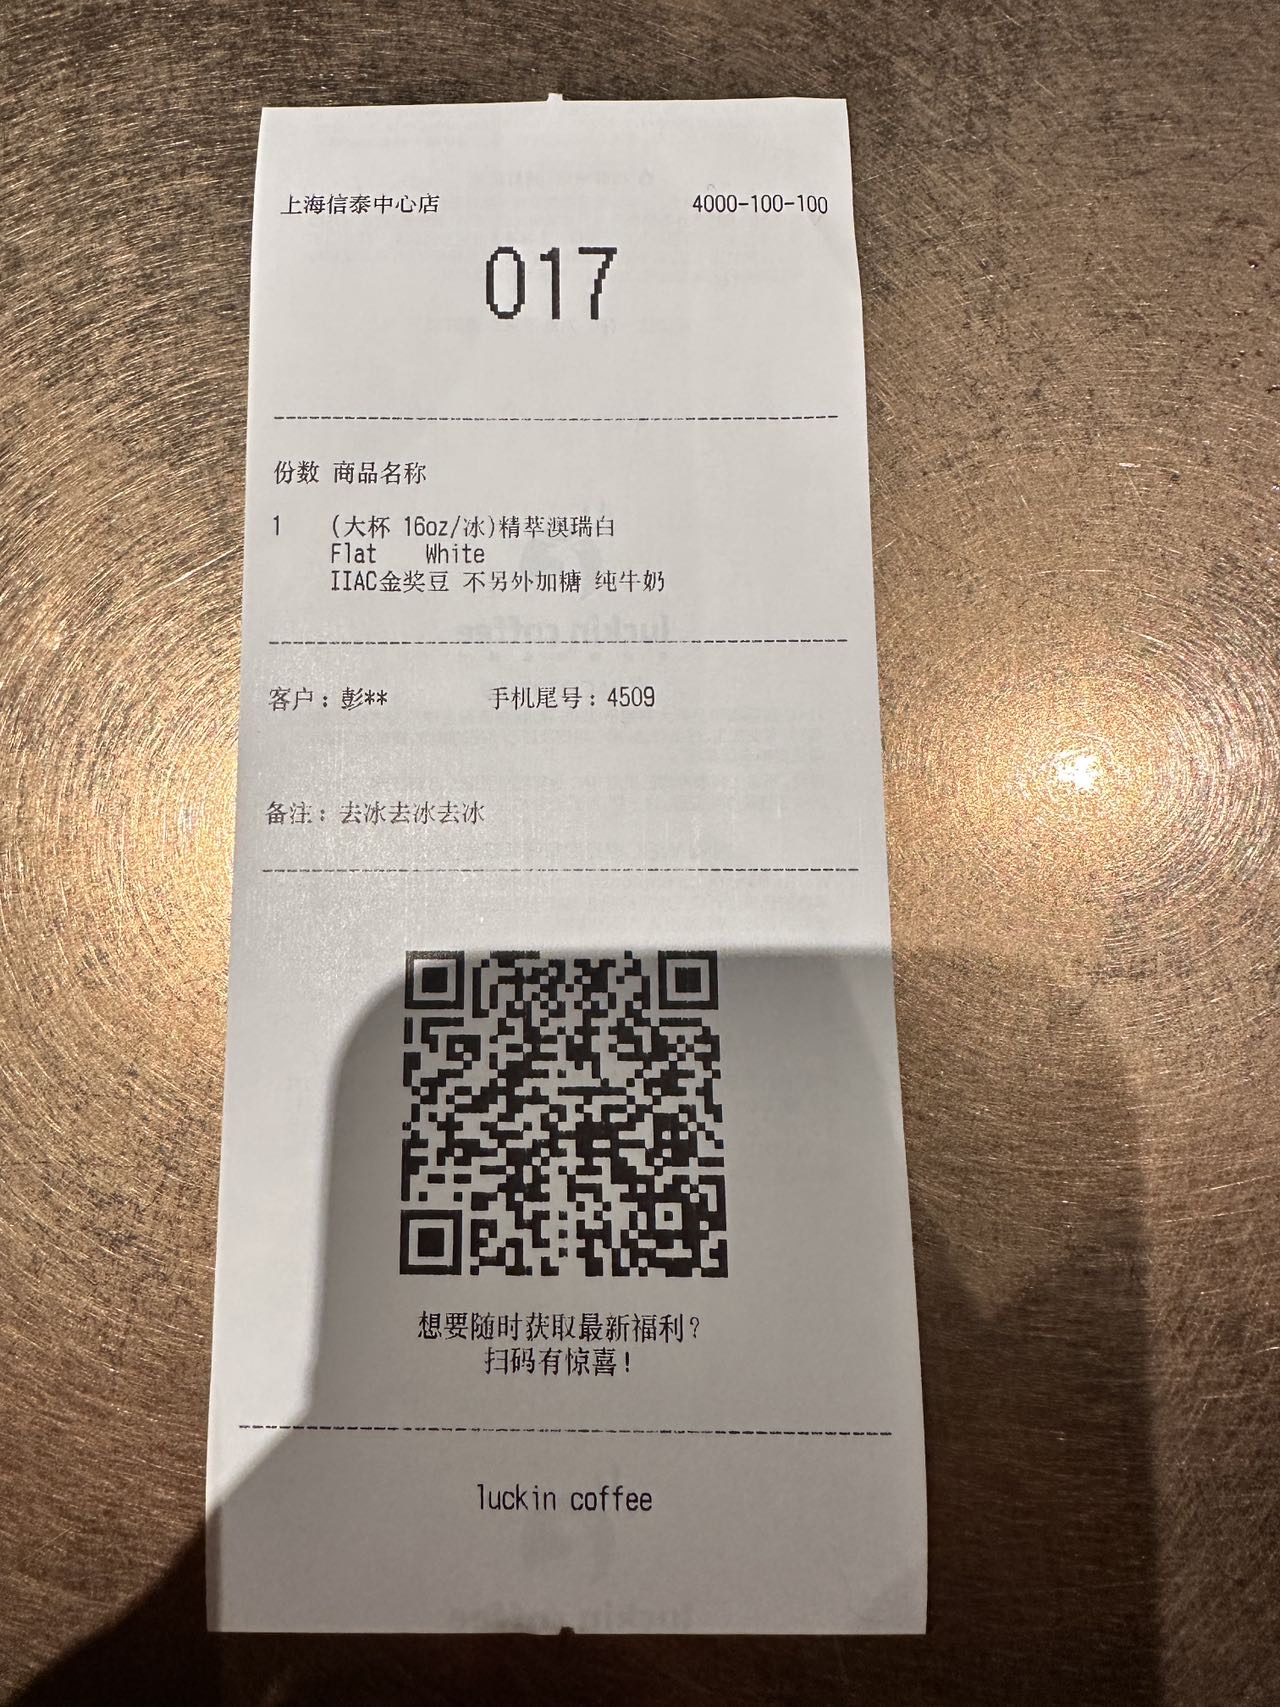 上海信泰中心店 4000-100-100
017
份数 商品名称
1 (大杯 16oz/冰)精萃澳瑞白
Flat White
IIAC金奖豆 不另外加糖 纯牛奶
客户：彭** 手机尾号：4509
备注：去冰去冰去冰
想要随时获取最新福利？
扫码有惊喜！
luckin coffee